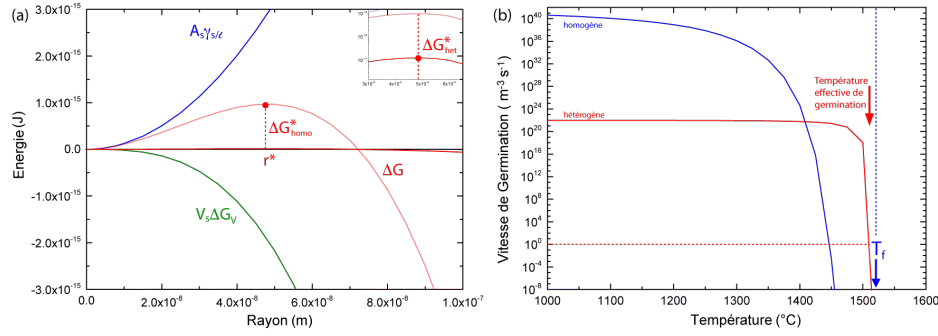 (a)
3.0x10⁻¹⁵
2.0x10⁻¹⁵
1.0x10⁻¹⁵
0.0
-1.0x10⁻¹⁵
-2.0x10⁻¹⁵
-3.0x10⁻¹⁵
Energie (J)
Aₛγₛ/ℓ
ΔG*homo
r*
ΔG
VₛΔGᵥ
ΔG*het
0.0
2.0x10⁻⁸
4.0x10⁻⁸
6.0x10⁻⁸
8.0x10⁻⁸
1.0x10⁻⁷
Rayon (m)
(b)
10⁴⁰
10³⁶
10³²
10²⁸
10²⁴
10²⁰
10¹⁶
10¹²
10⁸
10⁴
10⁰
10⁻⁴
10⁻⁸
Vitesse de Germination ( m⁻³ s⁻¹)
homogène
hétérogène
Température
effective de
germination
T_f
1000
1100
1200
1300
1400
1500
1600
Température (°C)